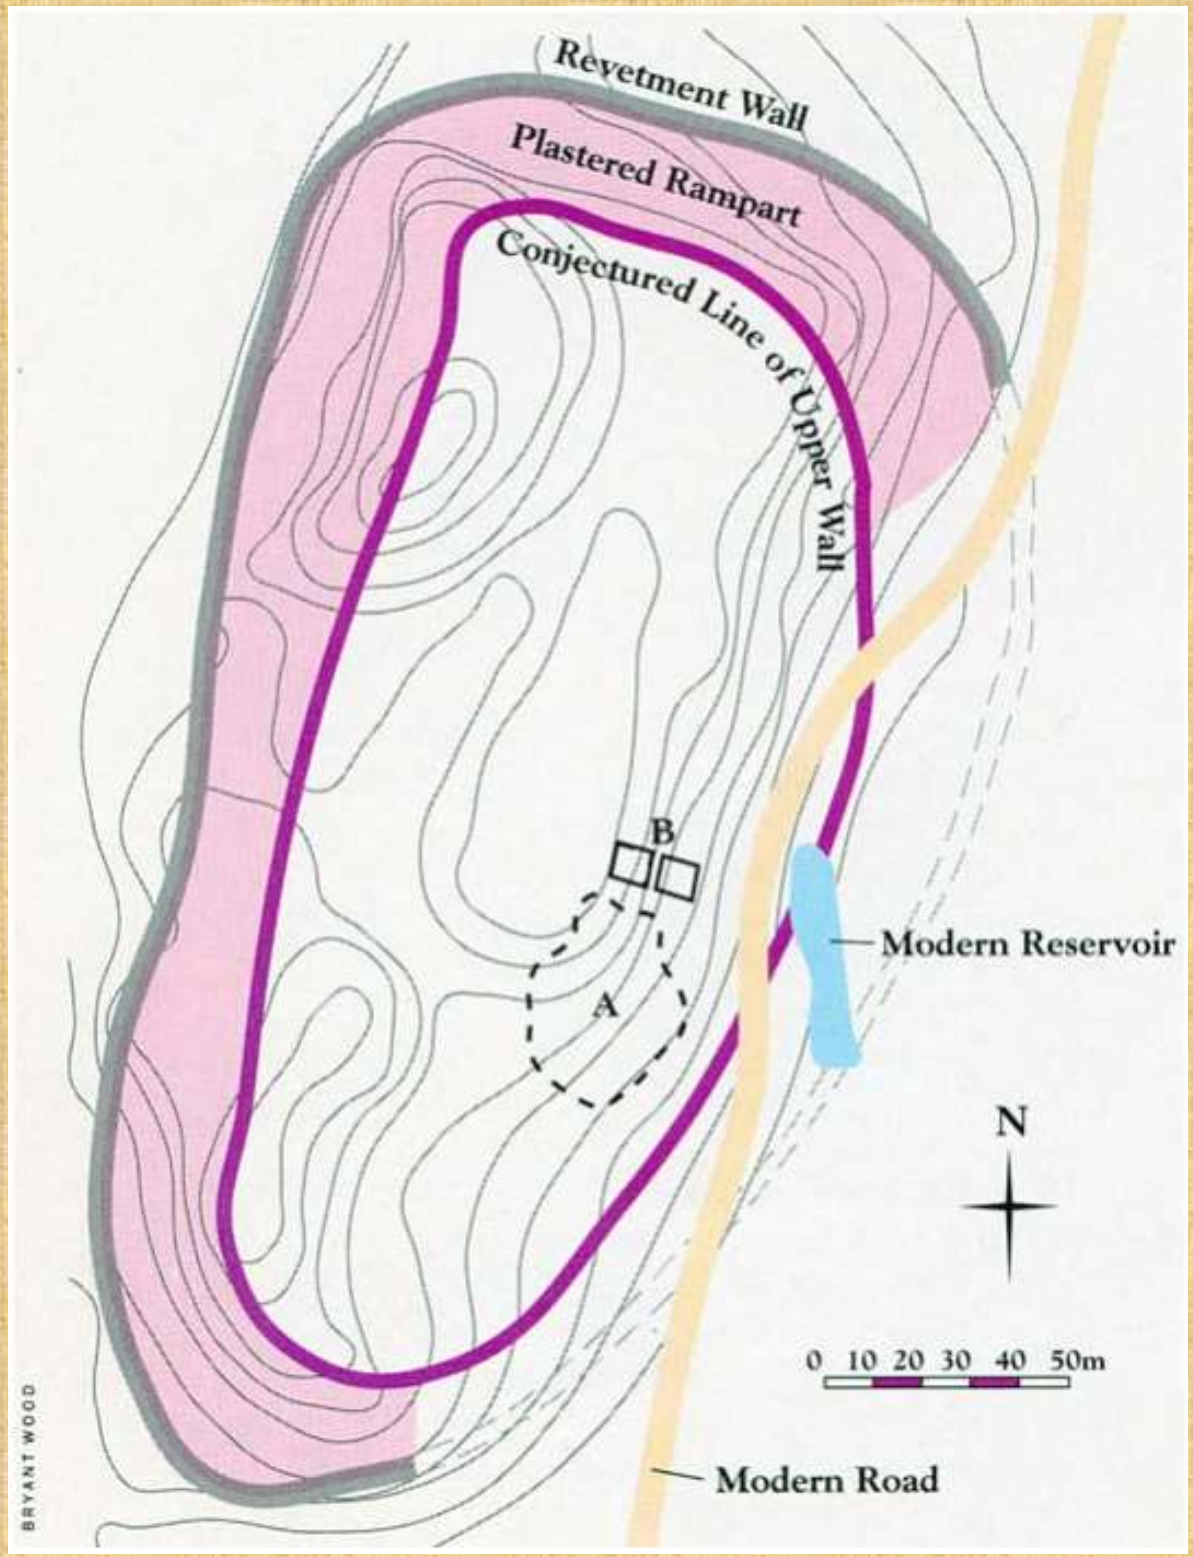 Revetment Wall
Plastered Rampart
Conjectured Line of Upper Wall
B
A
Modern Reservoir
N
0 10 20 30 40 50m
Modern Road
BRYANT WOOD